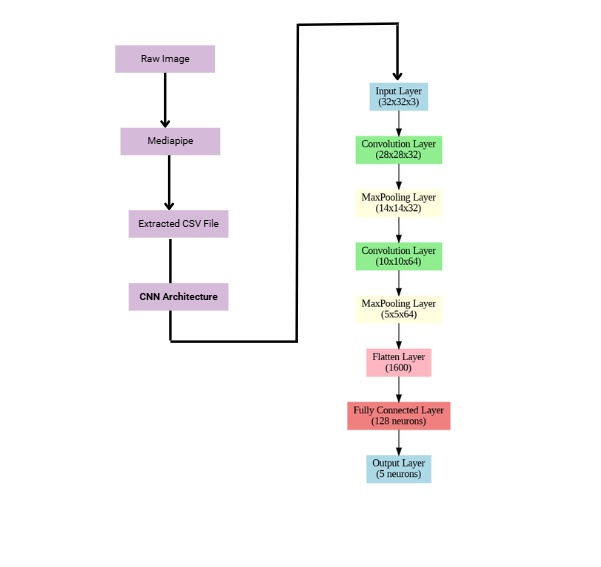 Raw Image
Mediapipe
Extracted CSV File
CNN Architecture
Input Layer
(32x32x3)
Convolution Layer
(28x28x32)
MaxPooling Layer
(14x14x32)
Convolution Layer
(10x10x64)
MaxPooling Layer
(5x5x64)
Flatten Layer
(1600)
Fully Connected Layer
(128 neurons)
Output Layer
(5 neurons)